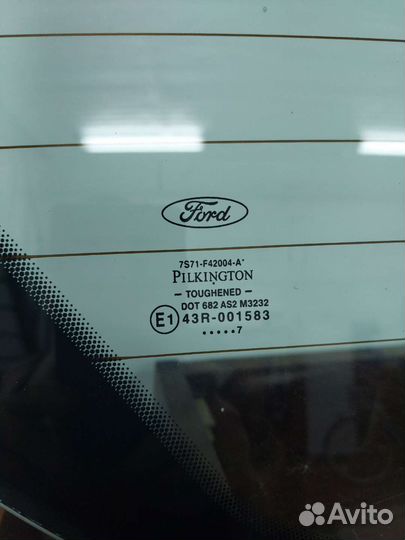 Ford
7S71-F42004-A*
PILKINGTON
- TOUGHENED -
DOT 682 AS2 M3232
E1 43R-001583
.....7
Avito